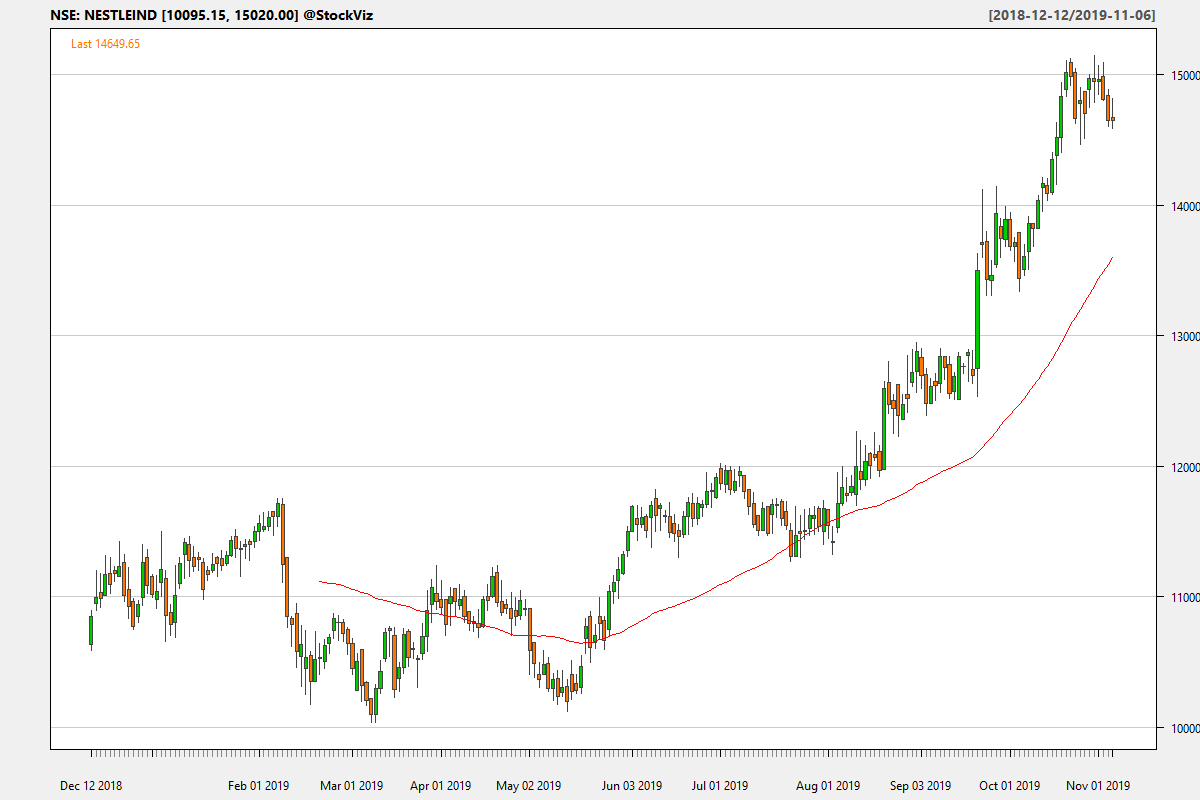 NSE: NESTLEIND [10095.15, 15020.00] @StockViz [2018-12-12/2019-11-06]
Last 14649.65
15000
14000
13000
12000
11000
10000
Dec 12 2018 Feb 01 2019 Mar 01 2019 Apr 01 2019 May 02 2019 Jun 03 2019 Jul 01 2019 Aug 01 2019 Sep 03 2019 Oct 01 2019 Nov 01 2019